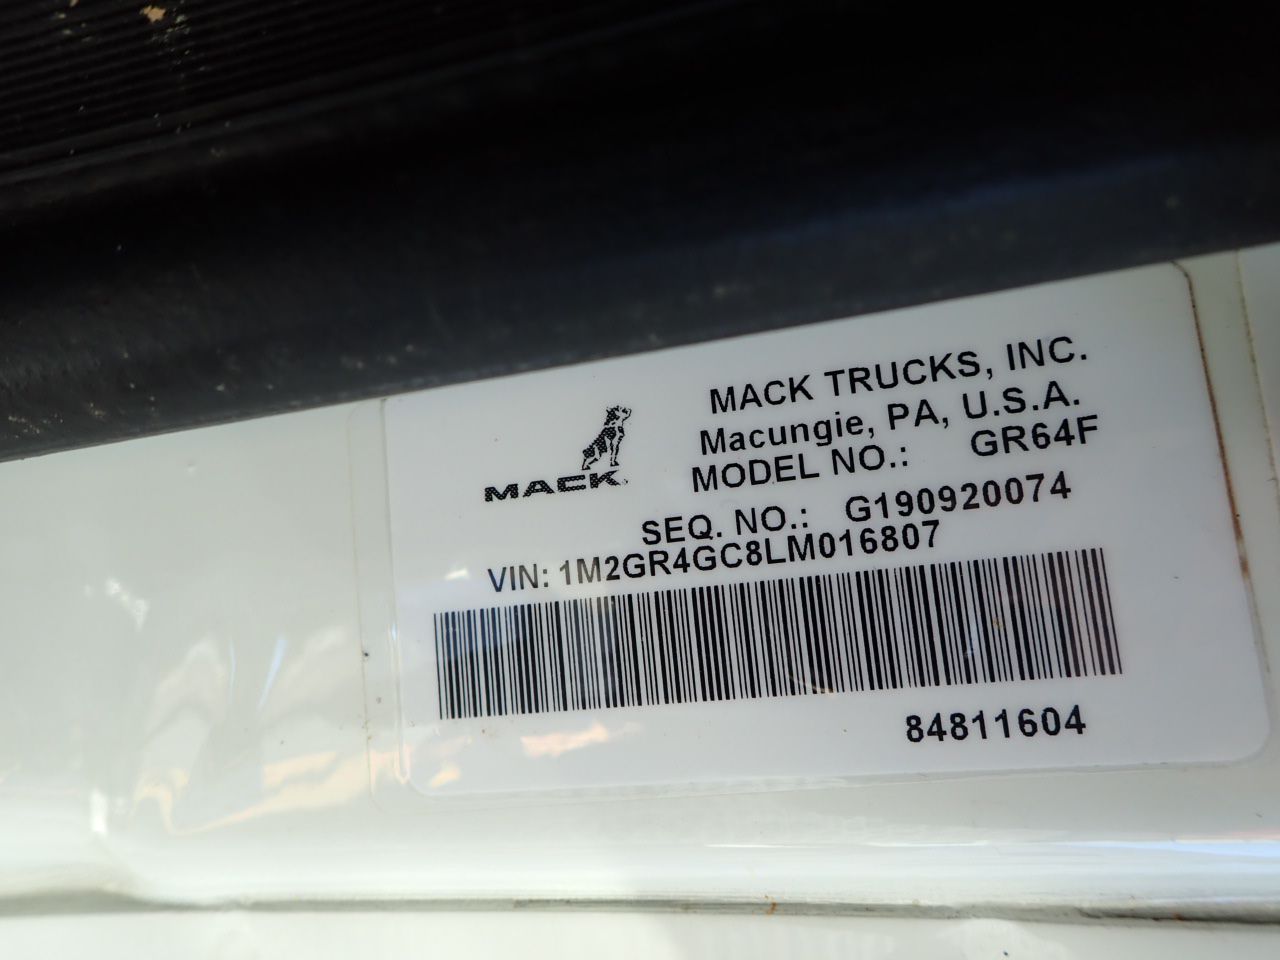 MACK
MACK TRUCKS, INC.
Macungie, PA, U.S.A.
MODEL NO.: GR64F
SEQ. NO.: G190920074
VIN: 1M2GR4GC8LM016807
84811604